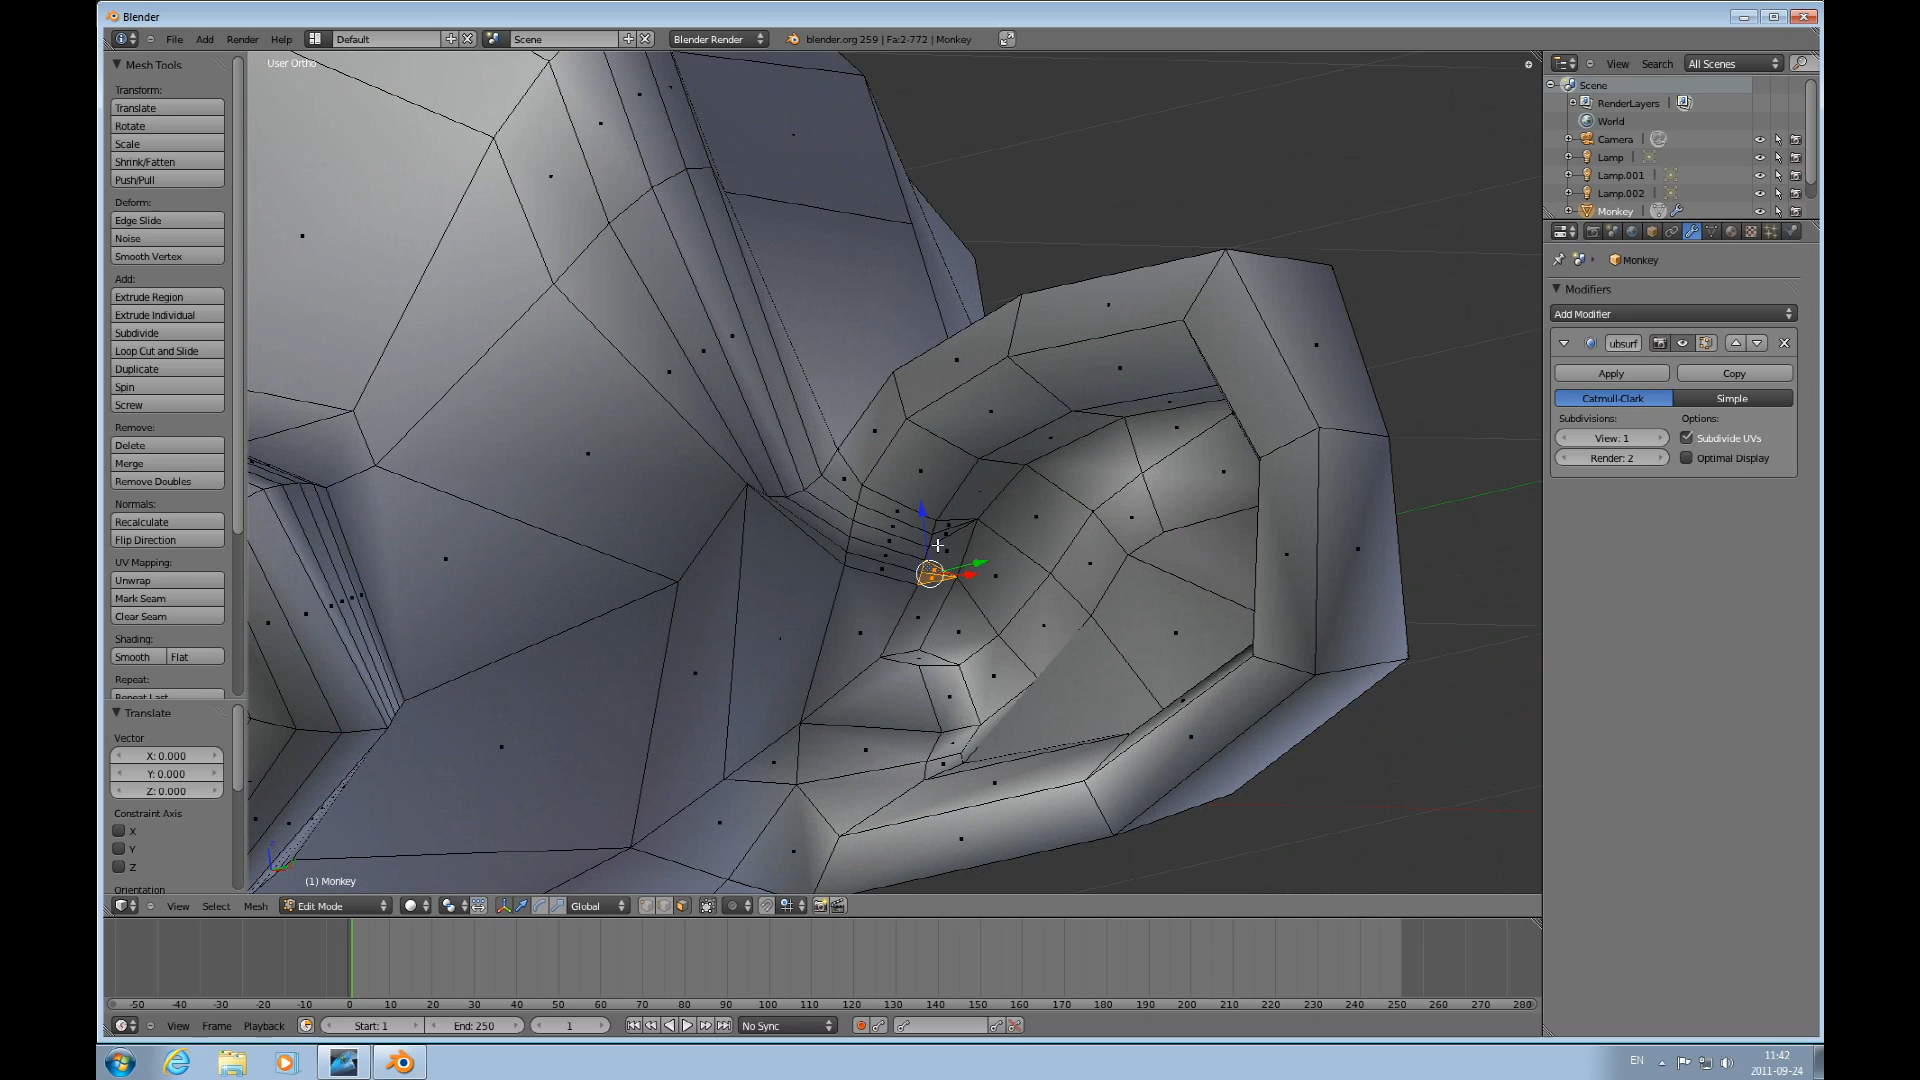 Blender
File Add Render Help Default Scene Blender Render blender.org 259 | Fa:2-772 | Monkey
Mesh Tools
Transform:
Translate
Rotate
Scale
Shrink/Fatten
Push/Pull
Deform:
Edge Slide
Noise
Smooth Vertex
Add:
Extrude Region
Extrude Individual
Subdivide
Loop Cut and Slide
Duplicate
Spin
Screw
Remove:
Delete
Merge
Remove Doubles
Normals:
Recalculate
Flip Direction
UV Mapping:
Unwrap
Mark Seam
Clear Seam
Shading:
Smooth Flat
Repeat:
Repeat Last
Translate
Vector
X: 0.000
Y: 0.000
Z: 0.000
Constraint Axis
X
Y
Z
Orientation
User Ortho
(1) Monkey
View Select Mesh Edit Mode Global
-50 -40 -30 -20 -10 0 10 20 30 40 50 60 70 80 90 100 110 120 130 140 150 160 170 180 190 200 210 220 230 240 250 260 270 280
View Frame Playback Start: 1 End: 250 1 No Sync
View Search All Scenes
Scene
RenderLayers
World
Camera
Lamp
Lamp.001
Lamp.002
Monkey
Monkey
Modifiers
Add Modifier
ubsurf
Apply Copy
Catmull-Clark Simple
Subdivisions: Options:
View: 1 Subdivide UVs
Render: 2 Optimal Display
EN 11:42
2011-09-24